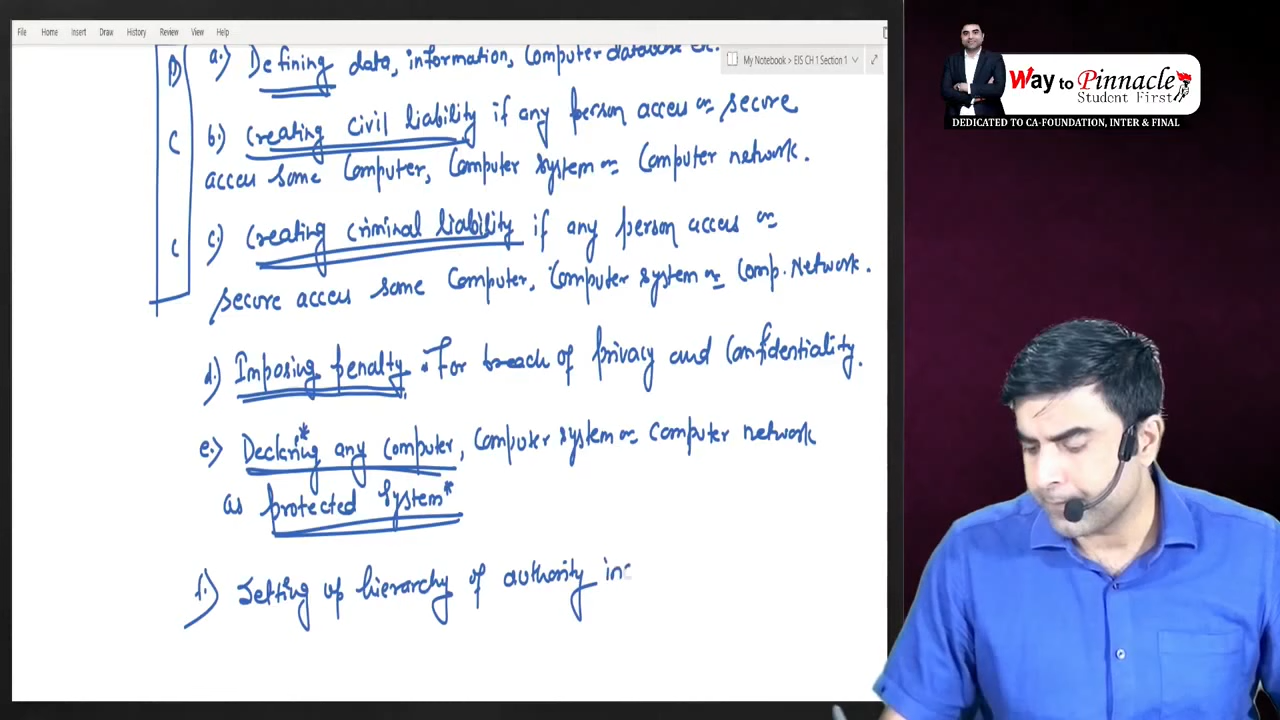 File Home Insert Draw History Review View Help
My Notebook > EIS CH 1 Section 1
D a.) Defining data, information, Computer database etc.
C b.) Creating civil liability if any person access or secure
access some Computer, Computer system or Computer network.
C c.) Creating criminal liability if any person access or
secure access some Computer, Computer system or Comp. Network.
d.) Imposing penalty. For breach of privacy and Confidentiality.
e.) Declaring* any computer, Computer system or computer network
as protected System*
f.) Setting up hierarchy of authority inc
Way to Pinnacle
Student First
DEDICATED TO CA-FOUNDATION, INTER & FINAL